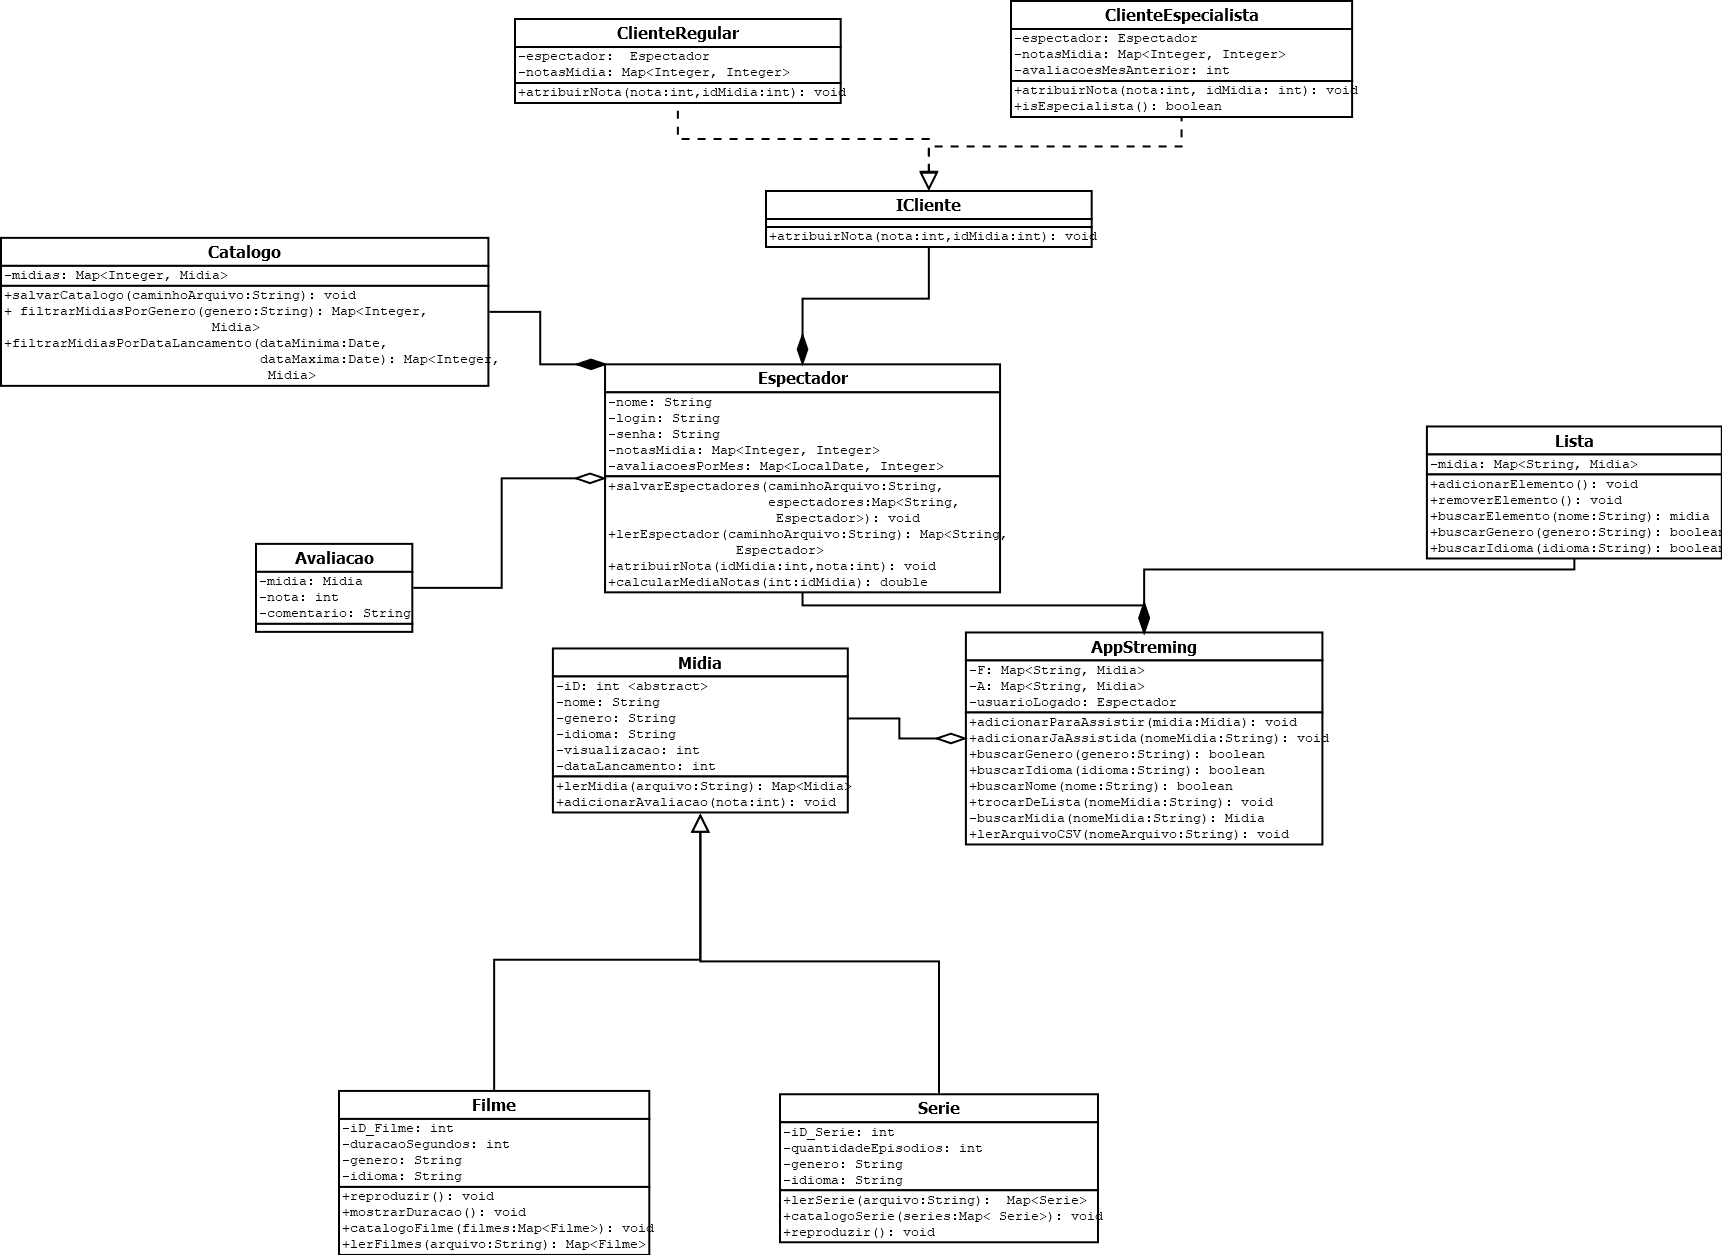 ClienteRegular
-espectador:  Espectador
-notasMidia: Map<Integer, Integer>
+atribuirNota(nota:int,idMidia:int): void
ClienteEspecialista
-espectador: Espectador
-notasMidia: Map<Integer, Integer>
-avaliacoesMesAnterior: int
+atribuirNota(nota:int, idMidia: int): void
+isEspecialista(): boolean
ICliente
+atribuirNota(nota:int,idMidia:int): void
Catalogo
-midias: Map<Integer, Midia>
+salvarCatalogo(caminhoArquivo:String): void
+ filtrarMidiasPorGenero(genero:String): Map<Integer,
Midia>
+filtrarMidiasPorDataLancamento(dataMinima:Date,
dataMaxima:Date): Map<Integer,
Midia>
Espectador
-nome: String
-login: String
-senha: String
-notasMidia: Map<Integer, Integer>
-avaliacoesPorMes: Map<LocalDate, Integer>
+salvarEspectadores(caminhoArquivo:String,
espectadores:Map<String,
Espectador>): void
+lerEspectador(caminhoArquivo:String): Map<String,
Espectador>
+atribuirNota(idMidia:int,nota:int): void
+calcularMediaNotas(int:idMidia): double
Lista
-midia: Map<String, Midia>
+adicionarElemento(): void
+removerElemento(): void
+buscarElemento(nome:String): midia
+buscarGenero(genero:String): boolean
+buscarIdioma(idioma:String): boolean
Avaliacao
-midia: Midia
-nota: int
-comentario: String
Midia
-iD: int <abstract>
-nome: String
-genero: String
-idioma: String
-visualizacao: int
-dataLancamento: int
+lerMidia(arquivo:String): Map<Midia>
+adicionarAvaliacao(nota:int): void
AppStreming
-F: Map<String, Midia>
-A: Map<String, Midia>
-usuarioLogado: Espectador
+adicionarParaAssistir(midia:Midia): void
+adicionarJaAssistida(nomeMidia:String): void
+buscarGenero(genero:String): boolean
+buscarIdioma(idioma:String): boolean
+buscarNome(nome:String): boolean
+trocarDeLista(nomeMidia:String): void
-buscarMidia(nomeMidia:String): Midia
+lerArquivoCSV(nomeArquivo:String): void
Filme
-iD_Filme: int
-duracaoSegundos: int
-genero: String
-idioma: String
+reproduzir(): void
+mostrarDuracao(): void
+catalogoFilme(filmes:Map<Filme>): void
+lerFilmes(arquivo:String): Map<Filme>
Serie
-iD_Serie: int
-quantidadeEpisodios: int
-genero: String
-idioma: String
+lerSerie(arquivo:String):  Map<Serie>
+catalogoSerie(series:Map< Serie>): void
+reproduzir(): void